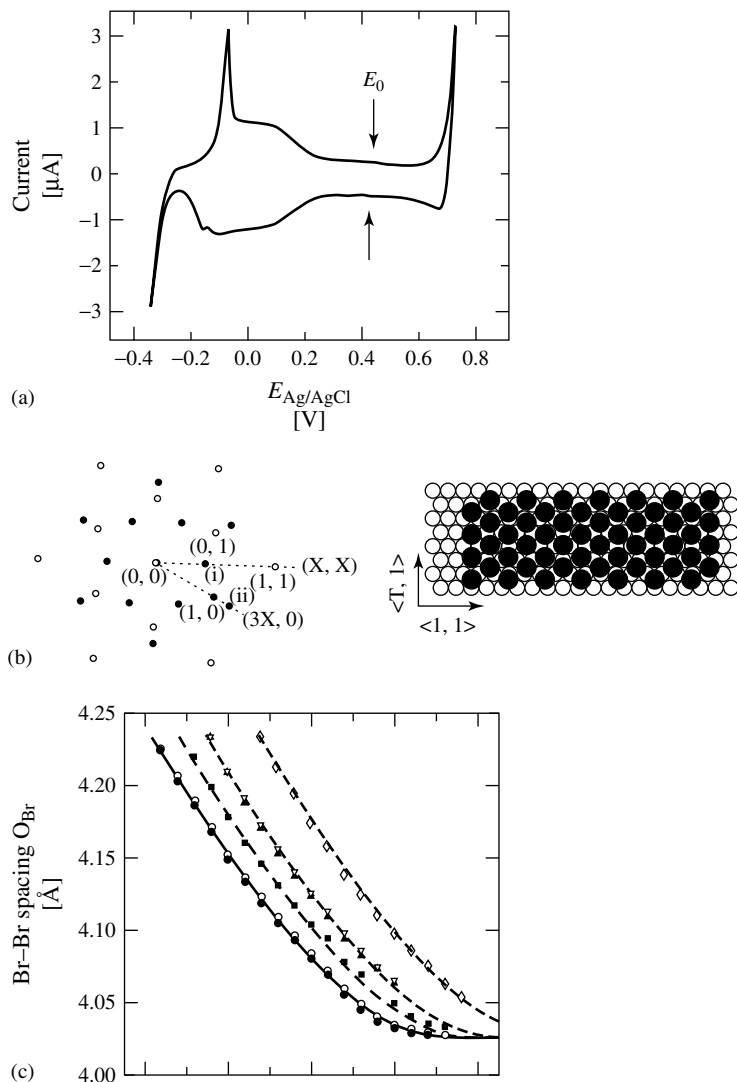 3
2
1
0
−1
−2
−3
Current
[μA]
E0
−0.4
−0.2
0.0
0.2
0.4
0.6
0.8
EAg/AgCl
[V]
(a)
(0, 1)
(0, 0)
(i)
(1, 1)
(X, X)
(ii)
(1, 0)
(3X, 0)
<1̄, 1>
<1, 1>
(b)
4.25
4.20
4.15
4.10
4.05
4.00
Br–Br spacing OBr
[Å]
(c)